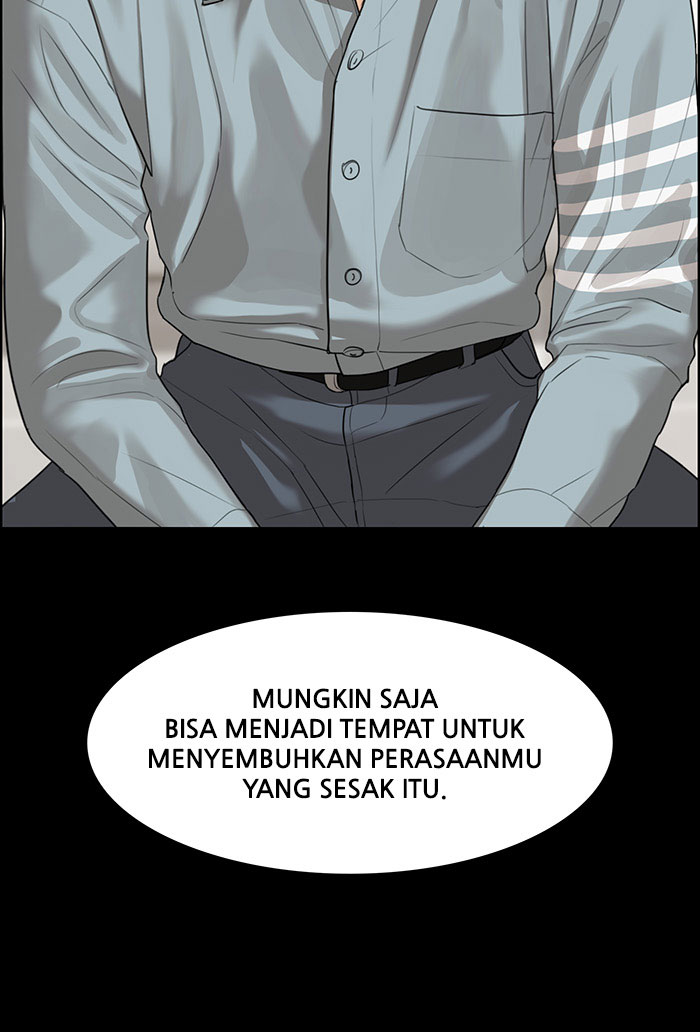 MUNGKIN SAJA
BISA MENJADI TEMPAT UNTUK
MENYEMBUHKAN PERASAANMU
YANG SESAK ITU.